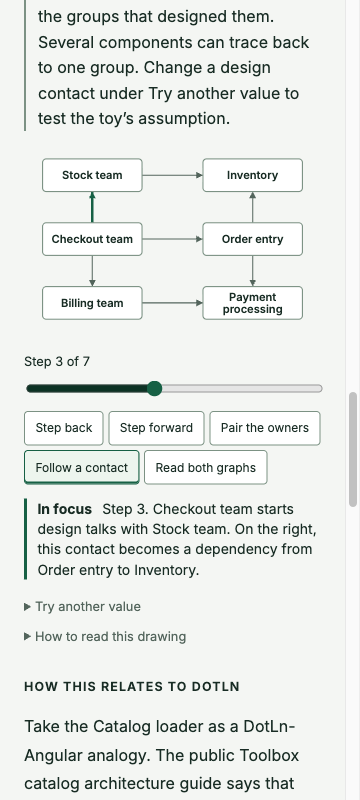 the groups that designed them.
Several components can trace back
to one group. Change a design
contact under Try another value to
test the toy’s assumption.
Stock team
Inventory
Checkout team
Order entry
Billing team
Payment
processing
Step 3 of 7
Step back
Step forward
Pair the owners
Follow a contact
Read both graphs
In focus Step 3. Checkout team starts
design talks with Stock team. On the right,
this contact becomes a dependency from
Order entry to Inventory.
Try another value
How to read this drawing
HOW THIS RELATES TO DOTLN
Take the Catalog loader as a DotLn-
Angular analogy. The public Toolbox
catalog architecture guide says that